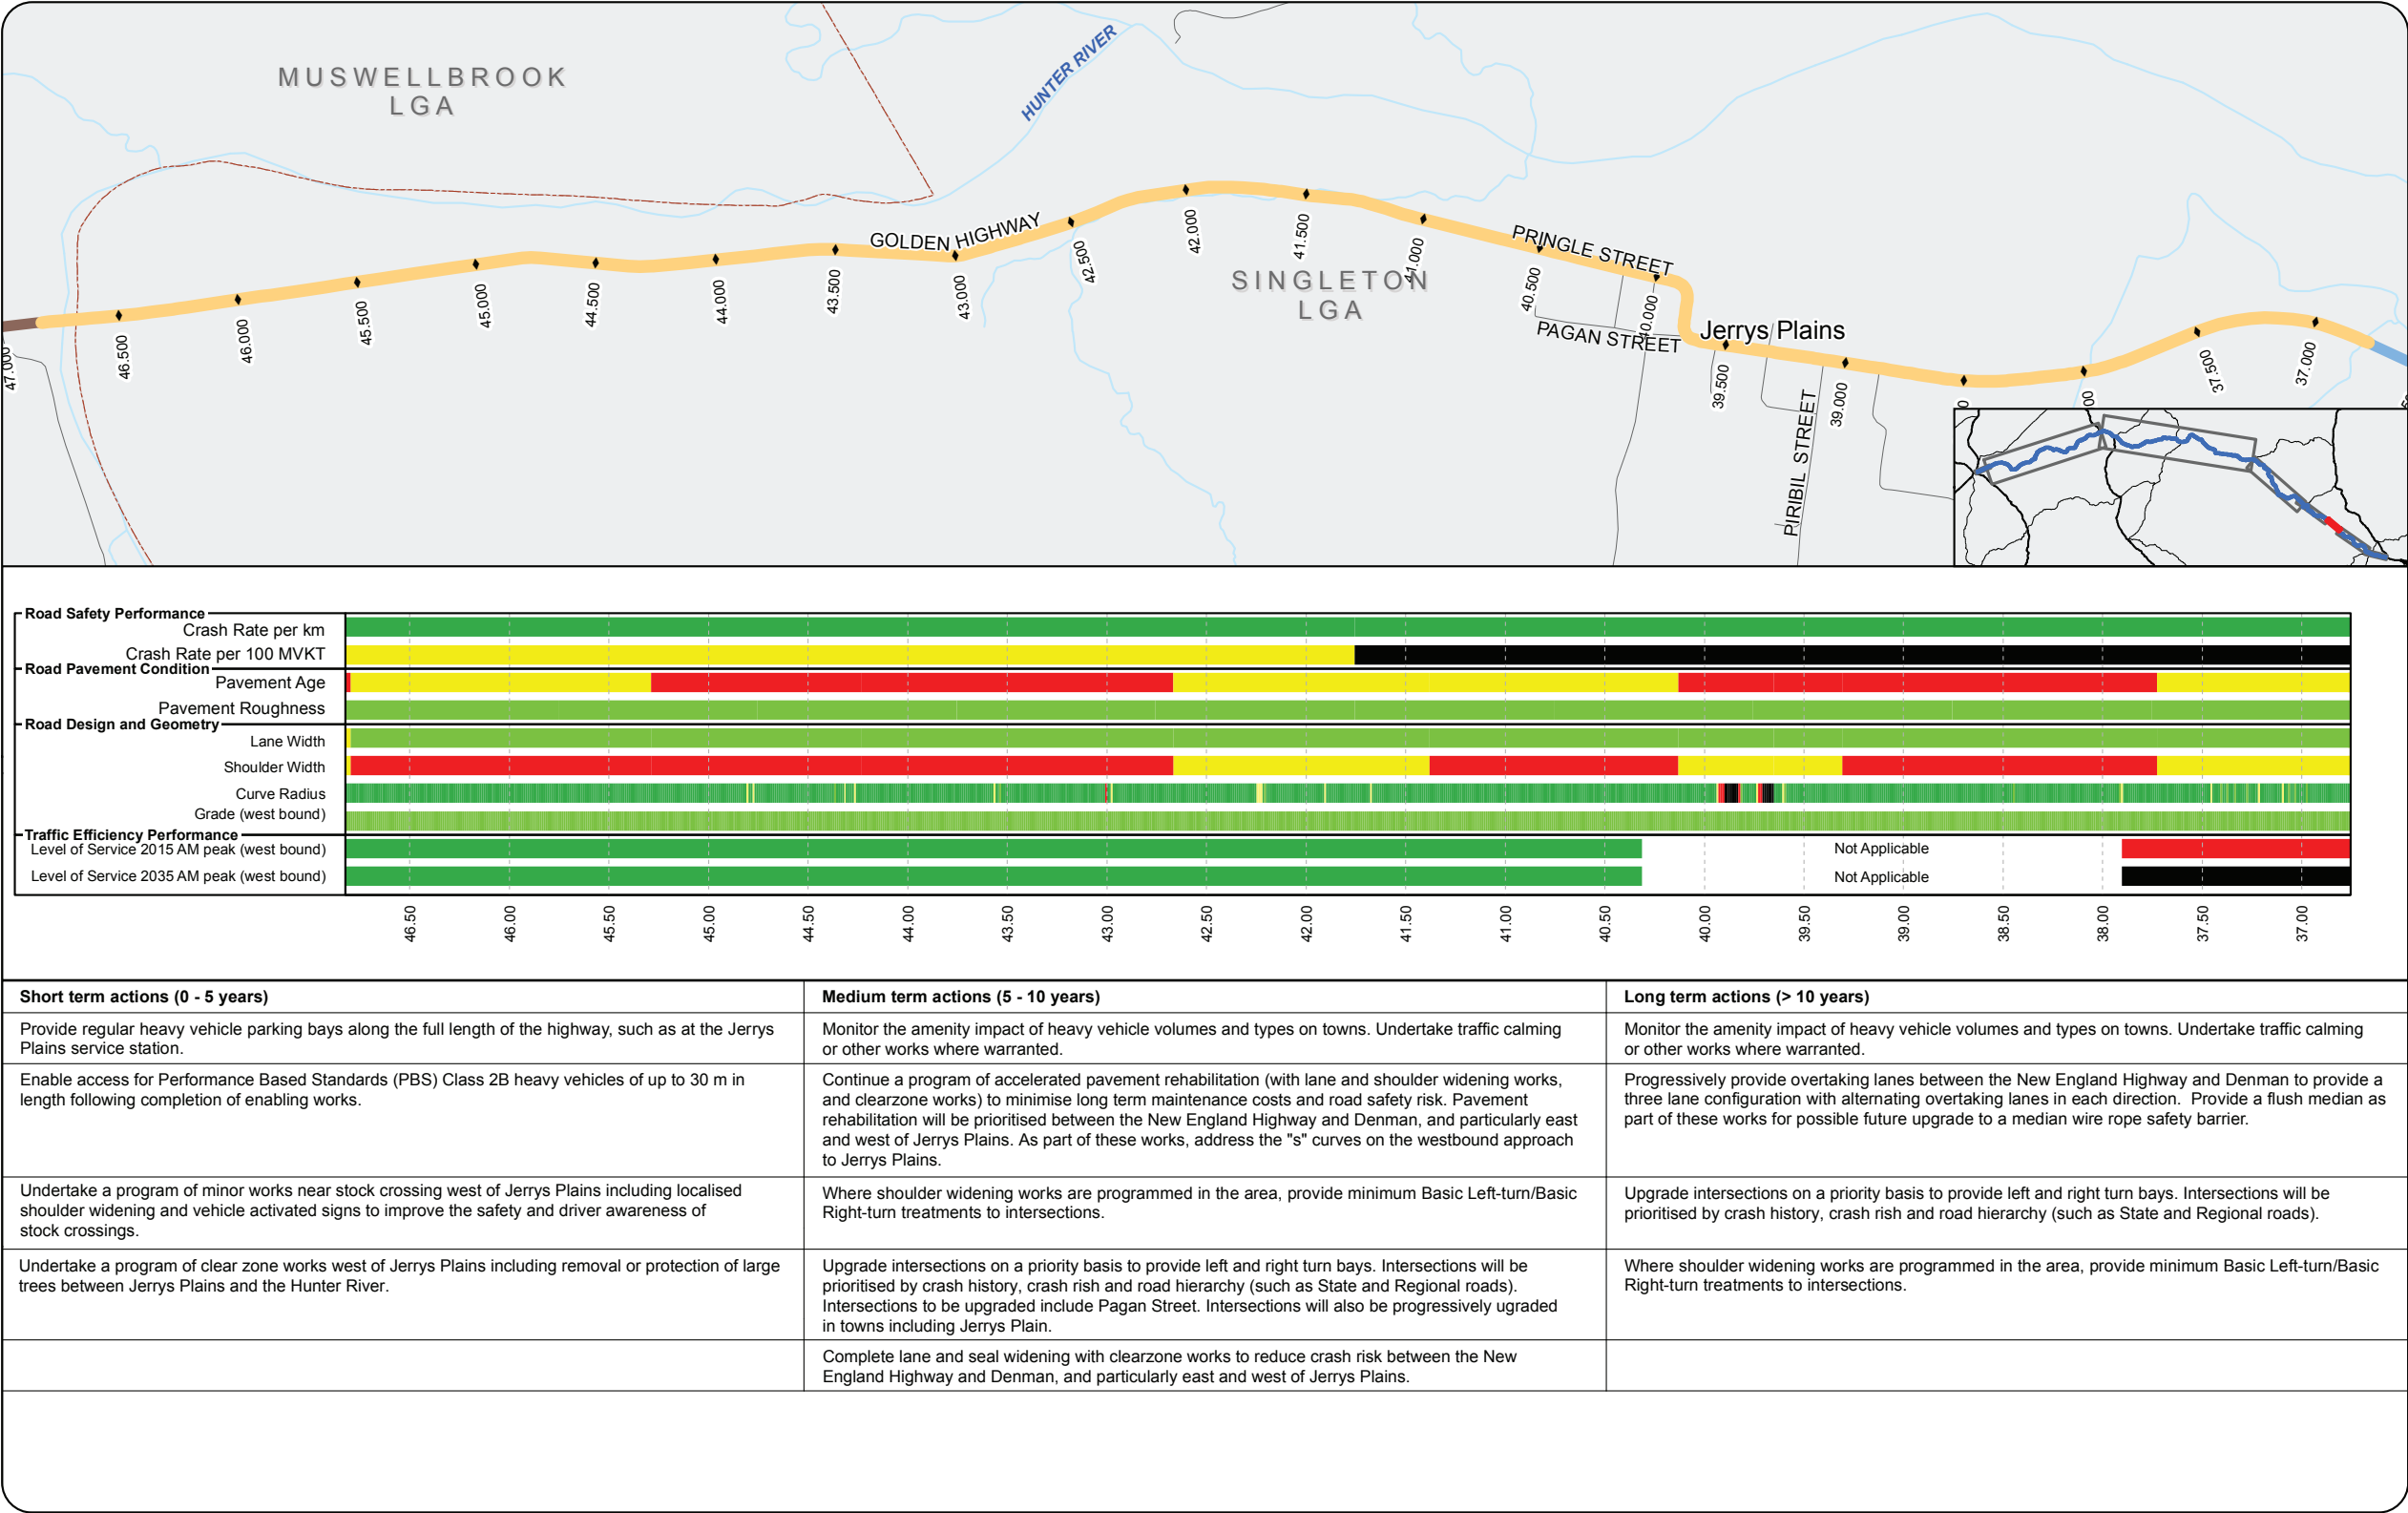 MUSWELLBROOK
LGA
HUNTER RIVER
GOLDEN HIGHWAY
PRINGLE STREET
SINGLETON
LGA
PAGAN STREET
Jerrys Plains
PIRIBIL STREET
47.000
46.500
46.000
45.500
45.000
44.500
44.000
43.500
43.000
42.500
42.000
41.500
41.000
40.500
40.000
39.500
39.000
0
00
37.500
37.000
Road Safety Performance
Crash Rate per km
Crash Rate per 100 MVKT
Road Pavement Condition
Pavement Age
Pavement Roughness
Road Design and Geometry
Lane Width
Shoulder Width
Curve Radius
Grade (west bound)
Traffic Efficiency Performance
Level of Service 2015 AM peak (west bound)
Not Applicable
Level of Service 2035 AM peak (west bound)
Not Applicable
46.50 46.00 45.50 45.00 44.50 44.00 43.50 43.00 42.50 42.00 41.50 41.00 40.50 40.00 39.50 39.00 38.50 38.00 37.50 37.00
Short term actions (0 - 5 years)
Provide regular heavy vehicle parking bays along the full length of the highway, such as at the Jerrys
Plains service station.
Enable access for Performance Based Standards (PBS) Class 2B heavy vehicles of up to 30 m in
length following completion of enabling works.
Undertake a program of minor works near stock crossing west of Jerrys Plains including localised
shoulder widening and vehicle activated signs to improve the safety and driver awareness of
stock crossings.
Undertake a program of clear zone works west of Jerrys Plains including removal or protection of large
trees between Jerrys Plains and the Hunter River.
Medium term actions (5 - 10 years)
Monitor the amenity impact of heavy vehicle volumes and types on towns. Undertake traffic calming
or other works where warranted.
Continue a program of accelerated pavement rehabilitation (with lane and shoulder widening works,
and clearzone works) to minimise long term maintenance costs and road safety risk. Pavement
rehabilitation will be prioritised between the New England Highway and Denman, and particularly east
and west of Jerrys Plains. As part of these works, address the "s" curves on the westbound approach
to Jerrys Plains.
Where shoulder widening works are programmed in the area, provide minimum Basic Left-turn/Basic
Right-turn treatments to intersections.
Upgrade intersections on a priority basis to provide left and right turn bays. Intersections will be
prioritised by crash history, crash rish and road hierarchy (such as State and Regional roads).
Intersections to be upgraded include Pagan Street. Intersections will also be progressively ugraded
in towns including Jerrys Plain.
Complete lane and seal widening with clearzone works to reduce crash risk between the New
England Highway and Denman, and particularly east and west of Jerrys Plains.
Long term actions (> 10 years)
Monitor the amenity impact of heavy vehicle volumes and types on towns. Undertake traffic calming
or other works where warranted.
Progressively provide overtaking lanes between the New England Highway and Denman to provide a
three lane configuration with alternating overtaking lanes in each direction. Provide a flush median as
part of these works for possible future upgrade to a median wire rope safety barrier.
Upgrade intersections on a priority basis to provide left and right turn bays. Intersections will be
prioritised by crash history, crash rish and road hierarchy (such as State and Regional roads).
Where shoulder widening works are programmed in the area, provide minimum Basic Left-turn/Basic
Right-turn treatments to intersections.